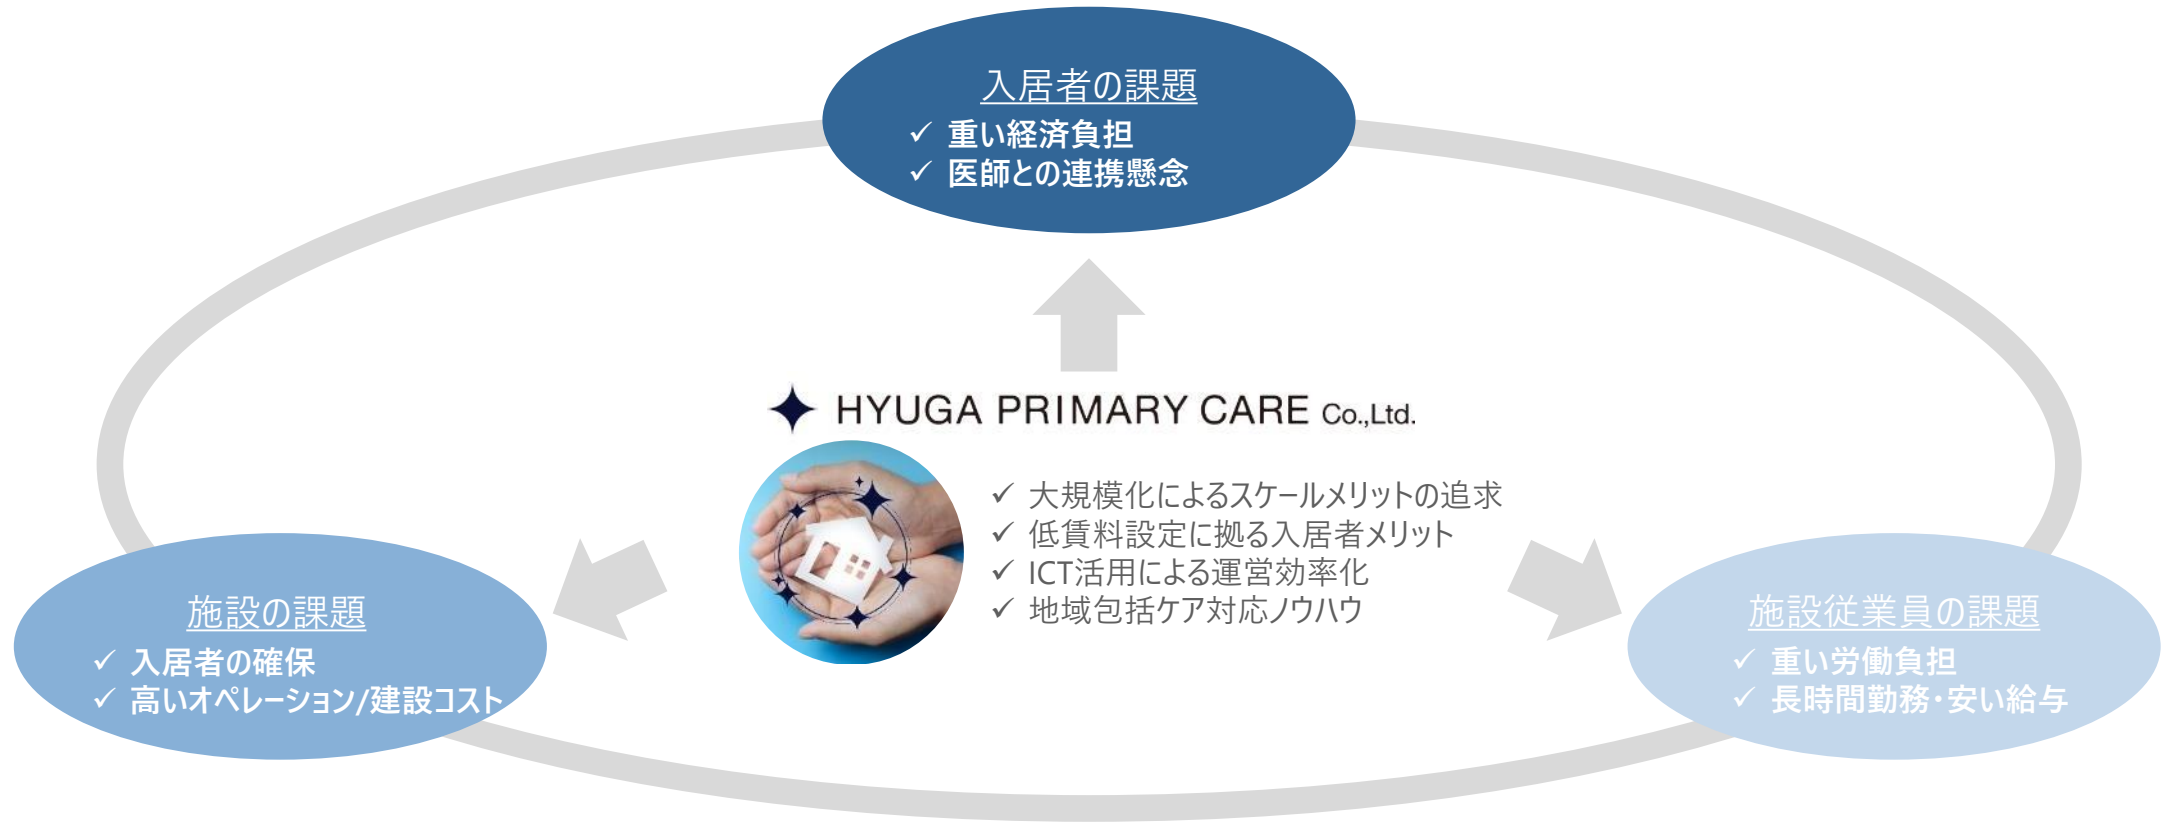 入居者の課題
✓ 重い経済負担
✓ 医師との連携懸念
HYUGA PRIMARY CARE Co.,Ltd.
✓ 大規模化によるスケールメリットの追求
✓ 低賃料設定に拠る入居者メリット
✓ ICT活用による運営効率化
✓ 地域包括ケア対応ノウハウ
施設の課題
✓ 入居者の確保
✓ 高いオペレーション/建設コスト
施設従業員の課題
✓ 重い労働負担
✓ 長時間勤務・安い給与